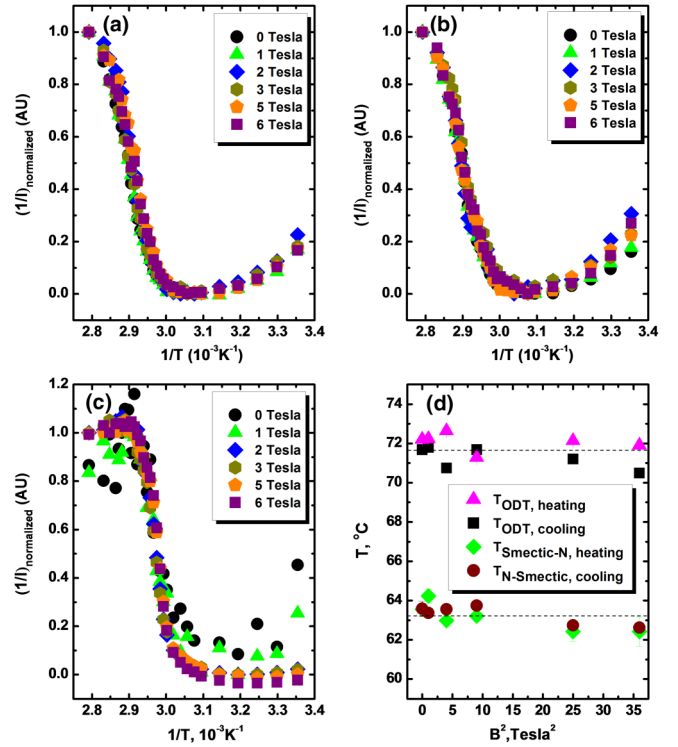 (a)
0 Tesla
1 Tesla
2 Tesla
3 Tesla
5 Tesla
6 Tesla
(1/I)normalized (AU)
1.0
0.8
0.6
0.4
0.2
0.0
2.8 2.9 3.0 3.1 3.2 3.3 3.4
1/T (10⁻³K⁻¹)
(b)
0 Tesla
1 Tesla
2 Tesla
3 Tesla
5 Tesla
6 Tesla
(1/I)normalized (AU)
1.0
0.8
0.6
0.4
0.2
0.0
2.8 2.9 3.0 3.1 3.2 3.3 3.4
1/T (10⁻³K⁻¹)
(c)
0 Tesla
1 Tesla
2 Tesla
3 Tesla
5 Tesla
6 Tesla
(1/I)normalized (AU)
1.2
1.0
0.8
0.6
0.4
0.2
0.0
2.8 2.9 3.0 3.1 3.2 3.3 3.4
1/T, 10⁻³K⁻¹
(d)
TODT, heating
TODT, cooling
TSmectic-N, heating
TN-Smectic, cooling
T, °C
74
72
70
68
66
64
62
60
0 5 10 15 20 25 30 35
B²,Tesla²